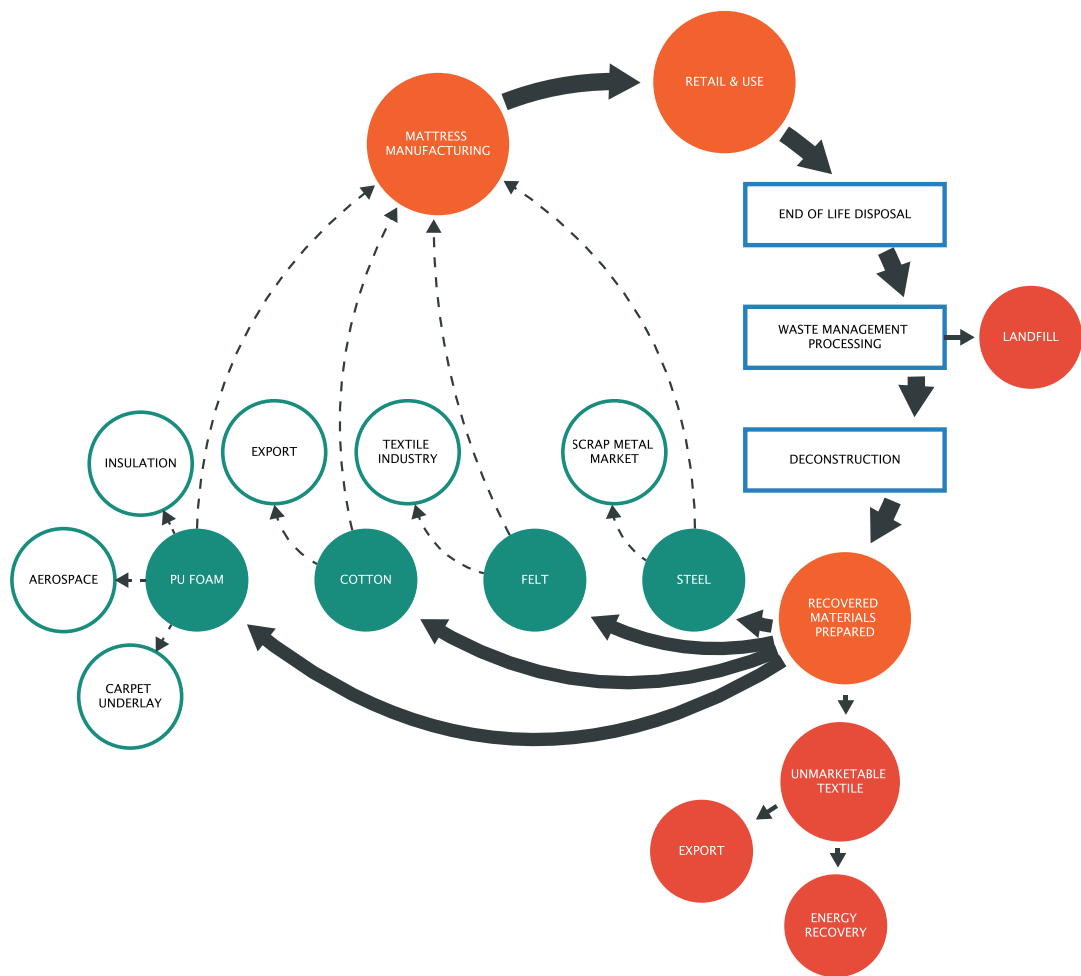 RETAIL & USE
MATTRESS
MANUFACTURING
END OF LIFE DISPOSAL
WASTE MANAGEMENT
PROCESSING
LANDFILL
DECONSTRUCTION
INSULATION
EXPORT
TEXTILE
INDUSTRY
SCRAP METAL
MARKET
AEROSPACE
PU FOAM
COTTON
FELT
STEEL
RECOVERED
MATERIALS
PREPARED
CARPET
UNDERLAY
UNMARKETABLE
TEXTILE
EXPORT
ENERGY
RECOVERY